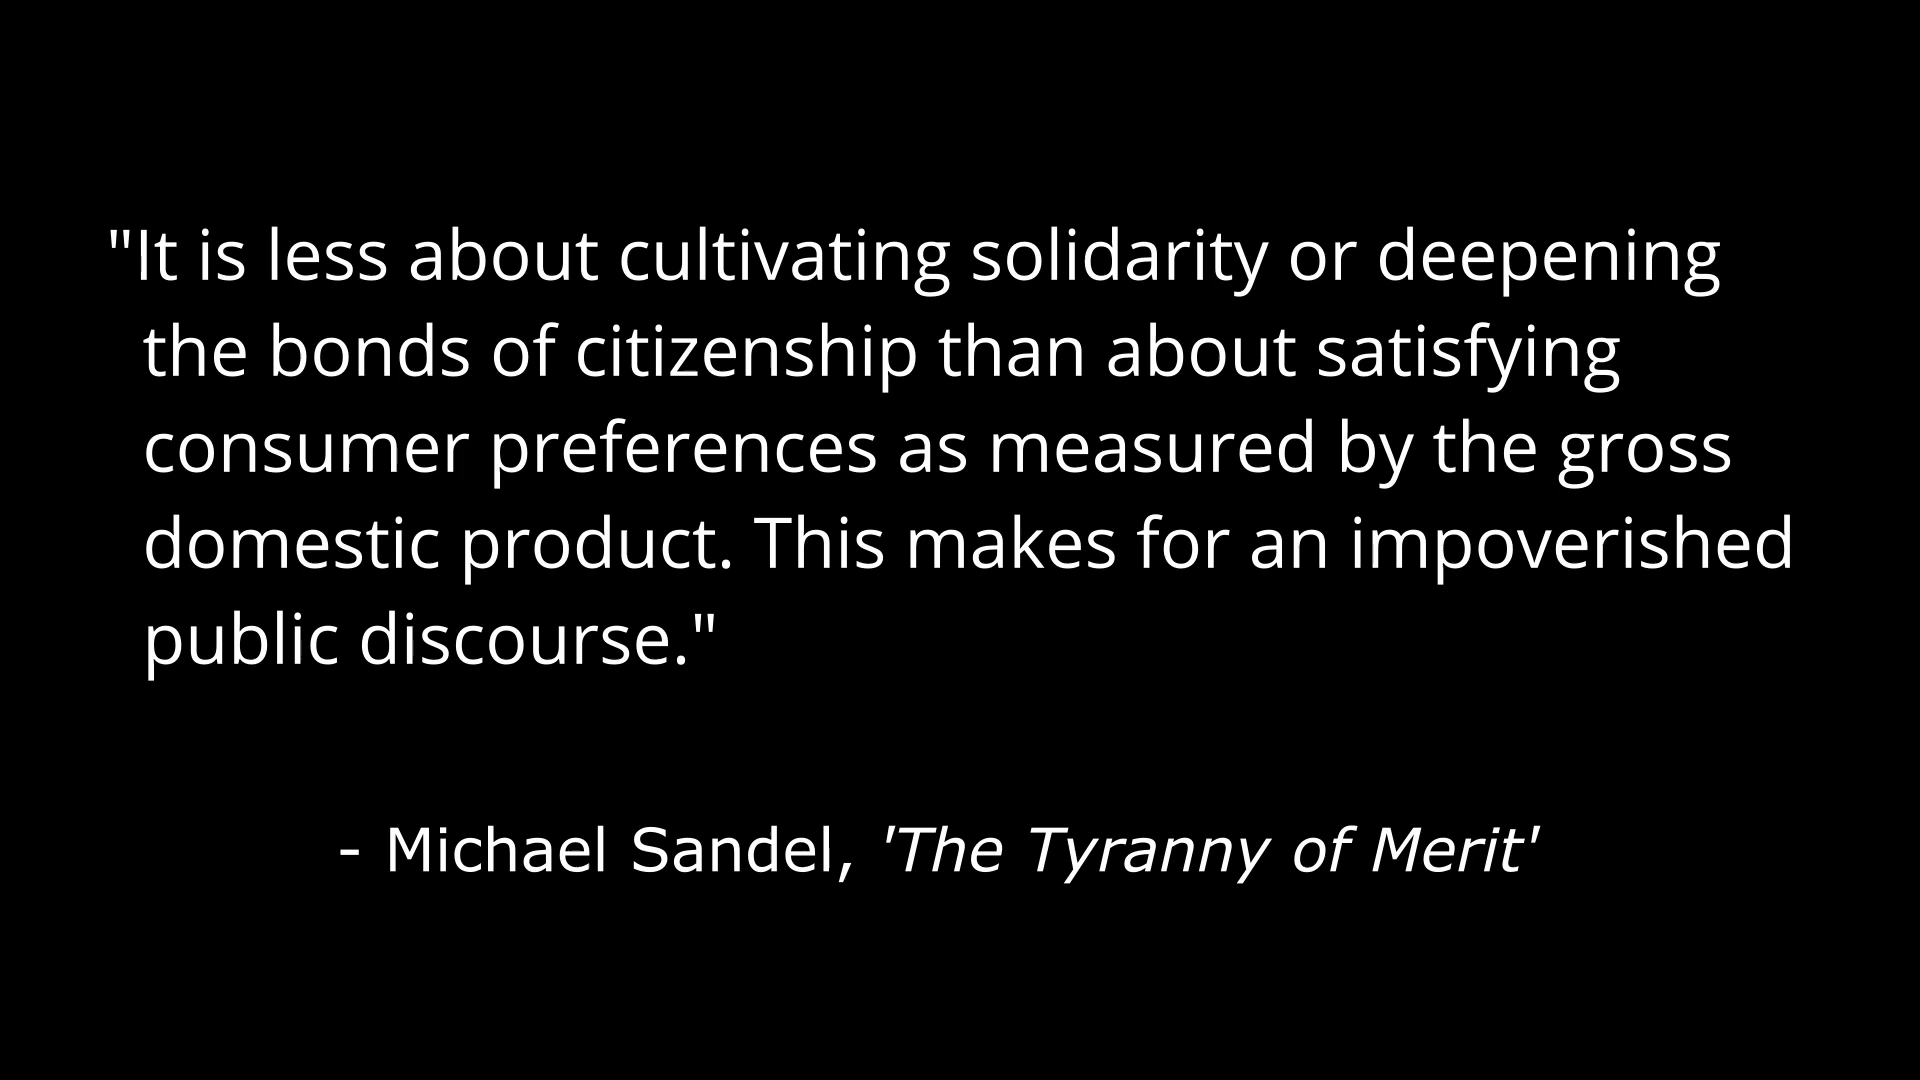 "It is less about cultivating solidarity or deepening
the bonds of citizenship than about satisfying
consumer preferences as measured by the gross
domestic product. This makes for an impoverished
public discourse."
- Michael Sandel, 'The Tyranny of Merit'